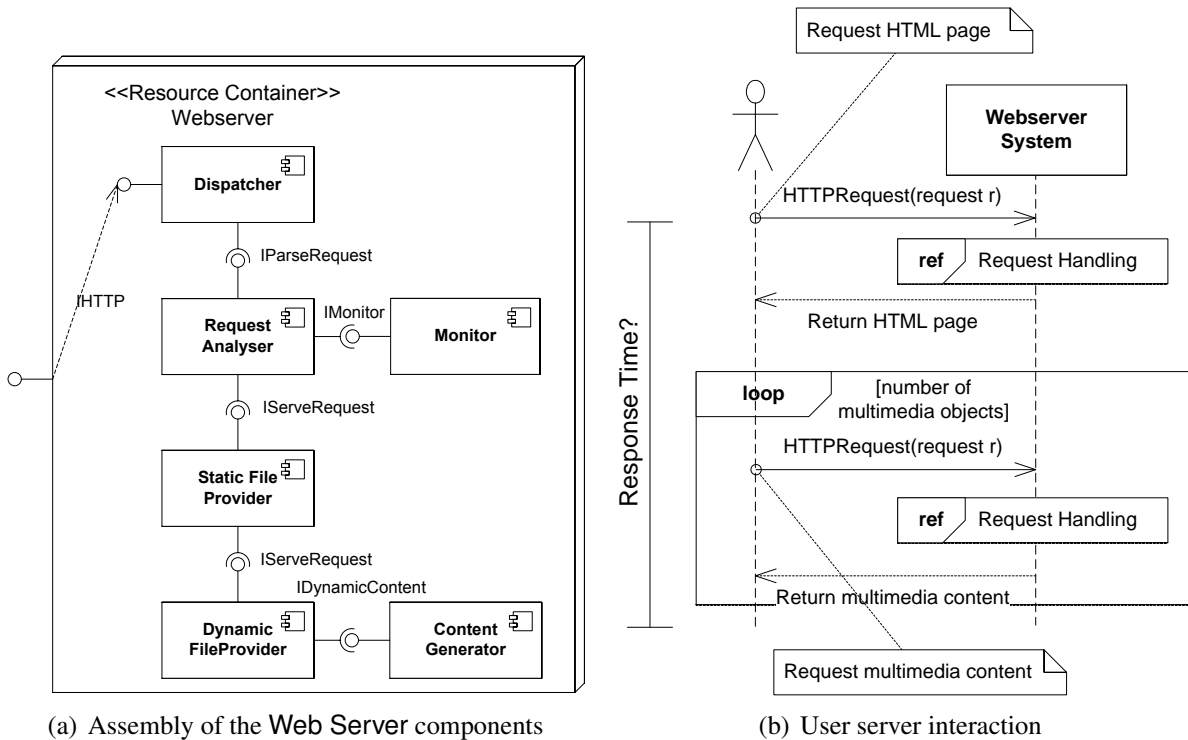 <<Resource Container>>
Webserver
Dispatcher
IParseRequest
IHTTP
Request
Analyser
IMonitor
Monitor
IServeRequest
Static File
Provider
IServeRequest
IDynamicContent
Dynamic
FileProvider
Content
Generator
(a) Assembly of the Web Server components
Request HTML page
Webserver
System
HTTPRequest(request r)
ref
Request Handling
Return HTML page
Response Time?
loop
[number of
multimedia objects]
HTTPRequest(request r)
ref
Request Handling
Return multimedia content
Request multimedia content
(b) User server interaction